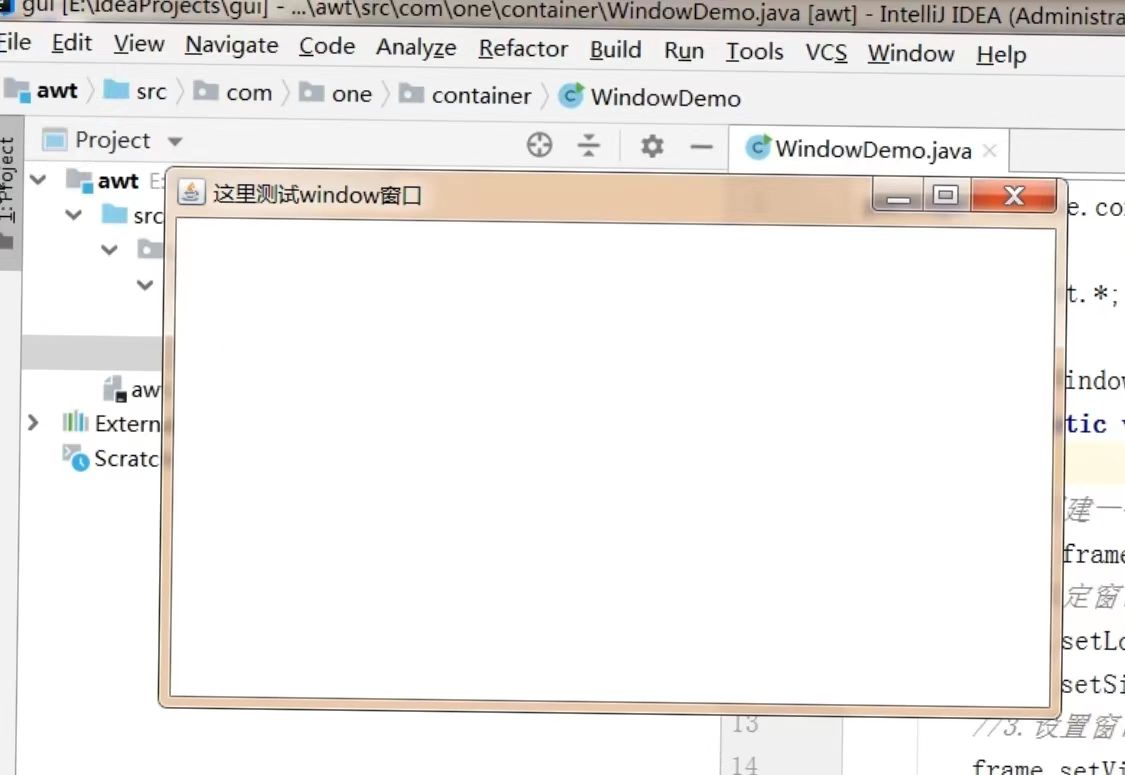 gui [E:\IdeaProjects\gui] - ...\awt\src\com\one\container\WindowDemo.java [awt] - IntelliJ IDEA (Administra
File Edit View Navigate Code Analyze Refactor Build Run Tools VCS Window Help
awt src com one container WindowDemo
1: Project
Project
WindowDemo.java
awt E:
这里测试window窗口
src
e.co
t.*;
indow
aw
tic
Extern
Scratc
建一
frame
定窗
setLo
setSi
13
//3.设置窗
14
frame.setVi